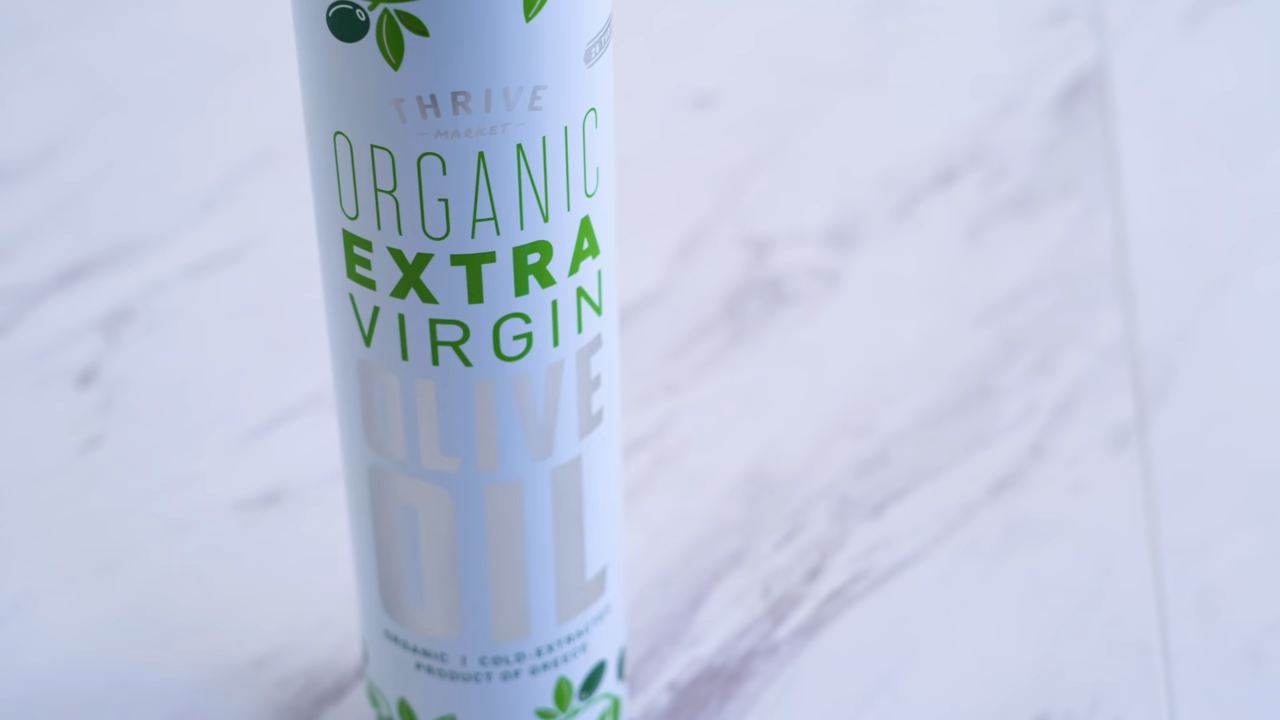 THRIVE
MARKET
ORGANIC
EXTRA
VIRGIN
OLIVE
OIL
ORGANIC | COLD-EXTRACTED
PRODUCT OF GREECE